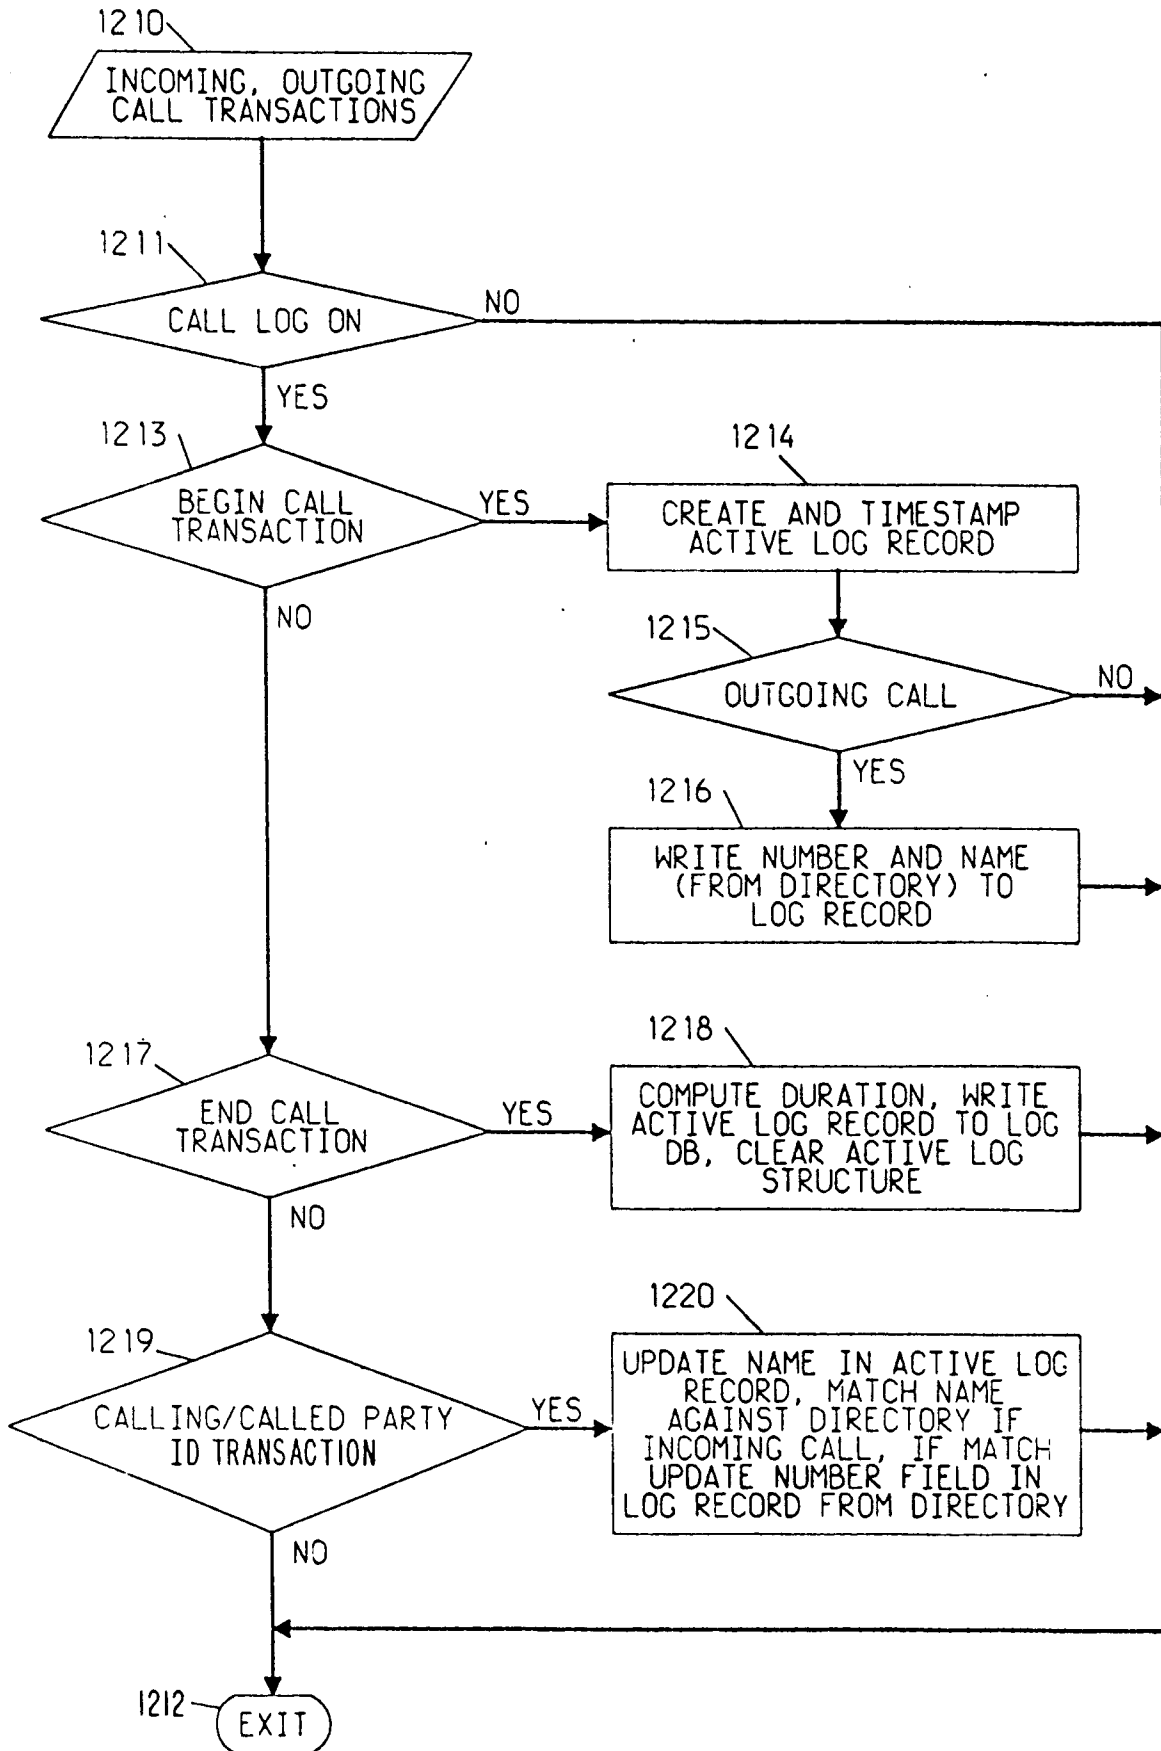 1210
INCOMING, OUTGOING
CALL TRANSACTIONS
1211
CALL LOG ON
NO
YES
1213
BEGIN CALL
TRANSACTION
YES
NO
1214
CREATE AND TIMESTAMP
ACTIVE LOG RECORD
1215
OUTGOING CALL
NO
YES
1216
WRITE NUMBER AND NAME
(FROM DIRECTORY) TO
LOG RECORD
1217
END CALL
TRANSACTION
YES
NO
1218
COMPUTE DURATION, WRITE
ACTIVE LOG RECORD TO LOG
DB, CLEAR ACTIVE LOG
STRUCTURE
1219
CALLING/CALLED PARTY
ID TRANSACTION
YES
NO
1220
UPDATE NAME IN ACTIVE LOG
RECORD, MATCH NAME
AGAINST DIRECTORY IF
INCOMING CALL, IF MATCH
UPDATE NUMBER FIELD IN
LOG RECORD FROM DIRECTORY
1212
EXIT